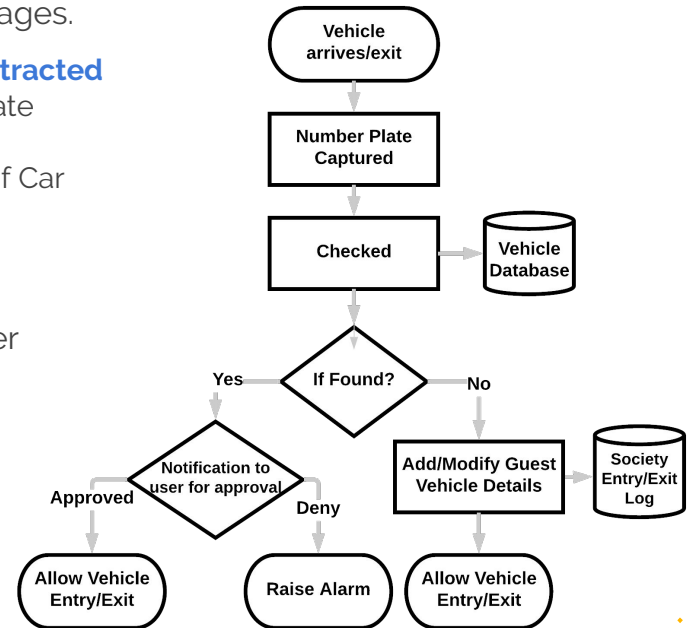 ages.
tracted
ate
f Car
er
Vehicle
arrives/exit
Number Plate
Captured
Checked
Vehicle
Database
If Found?
Yes
No
Notification to
user for approval
Add/Modify Guest
Vehicle Details
Society
Entry/Exit
Log
Approved
Deny
Allow Vehicle
Entry/Exit
Raise Alarm
Allow Vehicle
Entry/Exit